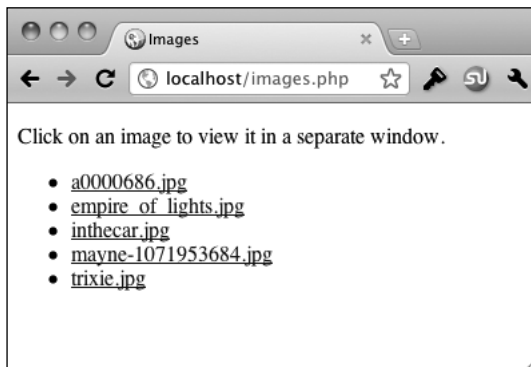 Images
localhost/images.php
Click on an image to view it in a separate window.
a0000686.jpg
empire_of_lights.jpg
inthecar.jpg
mayne-1071953684.jpg
trixie.jpg